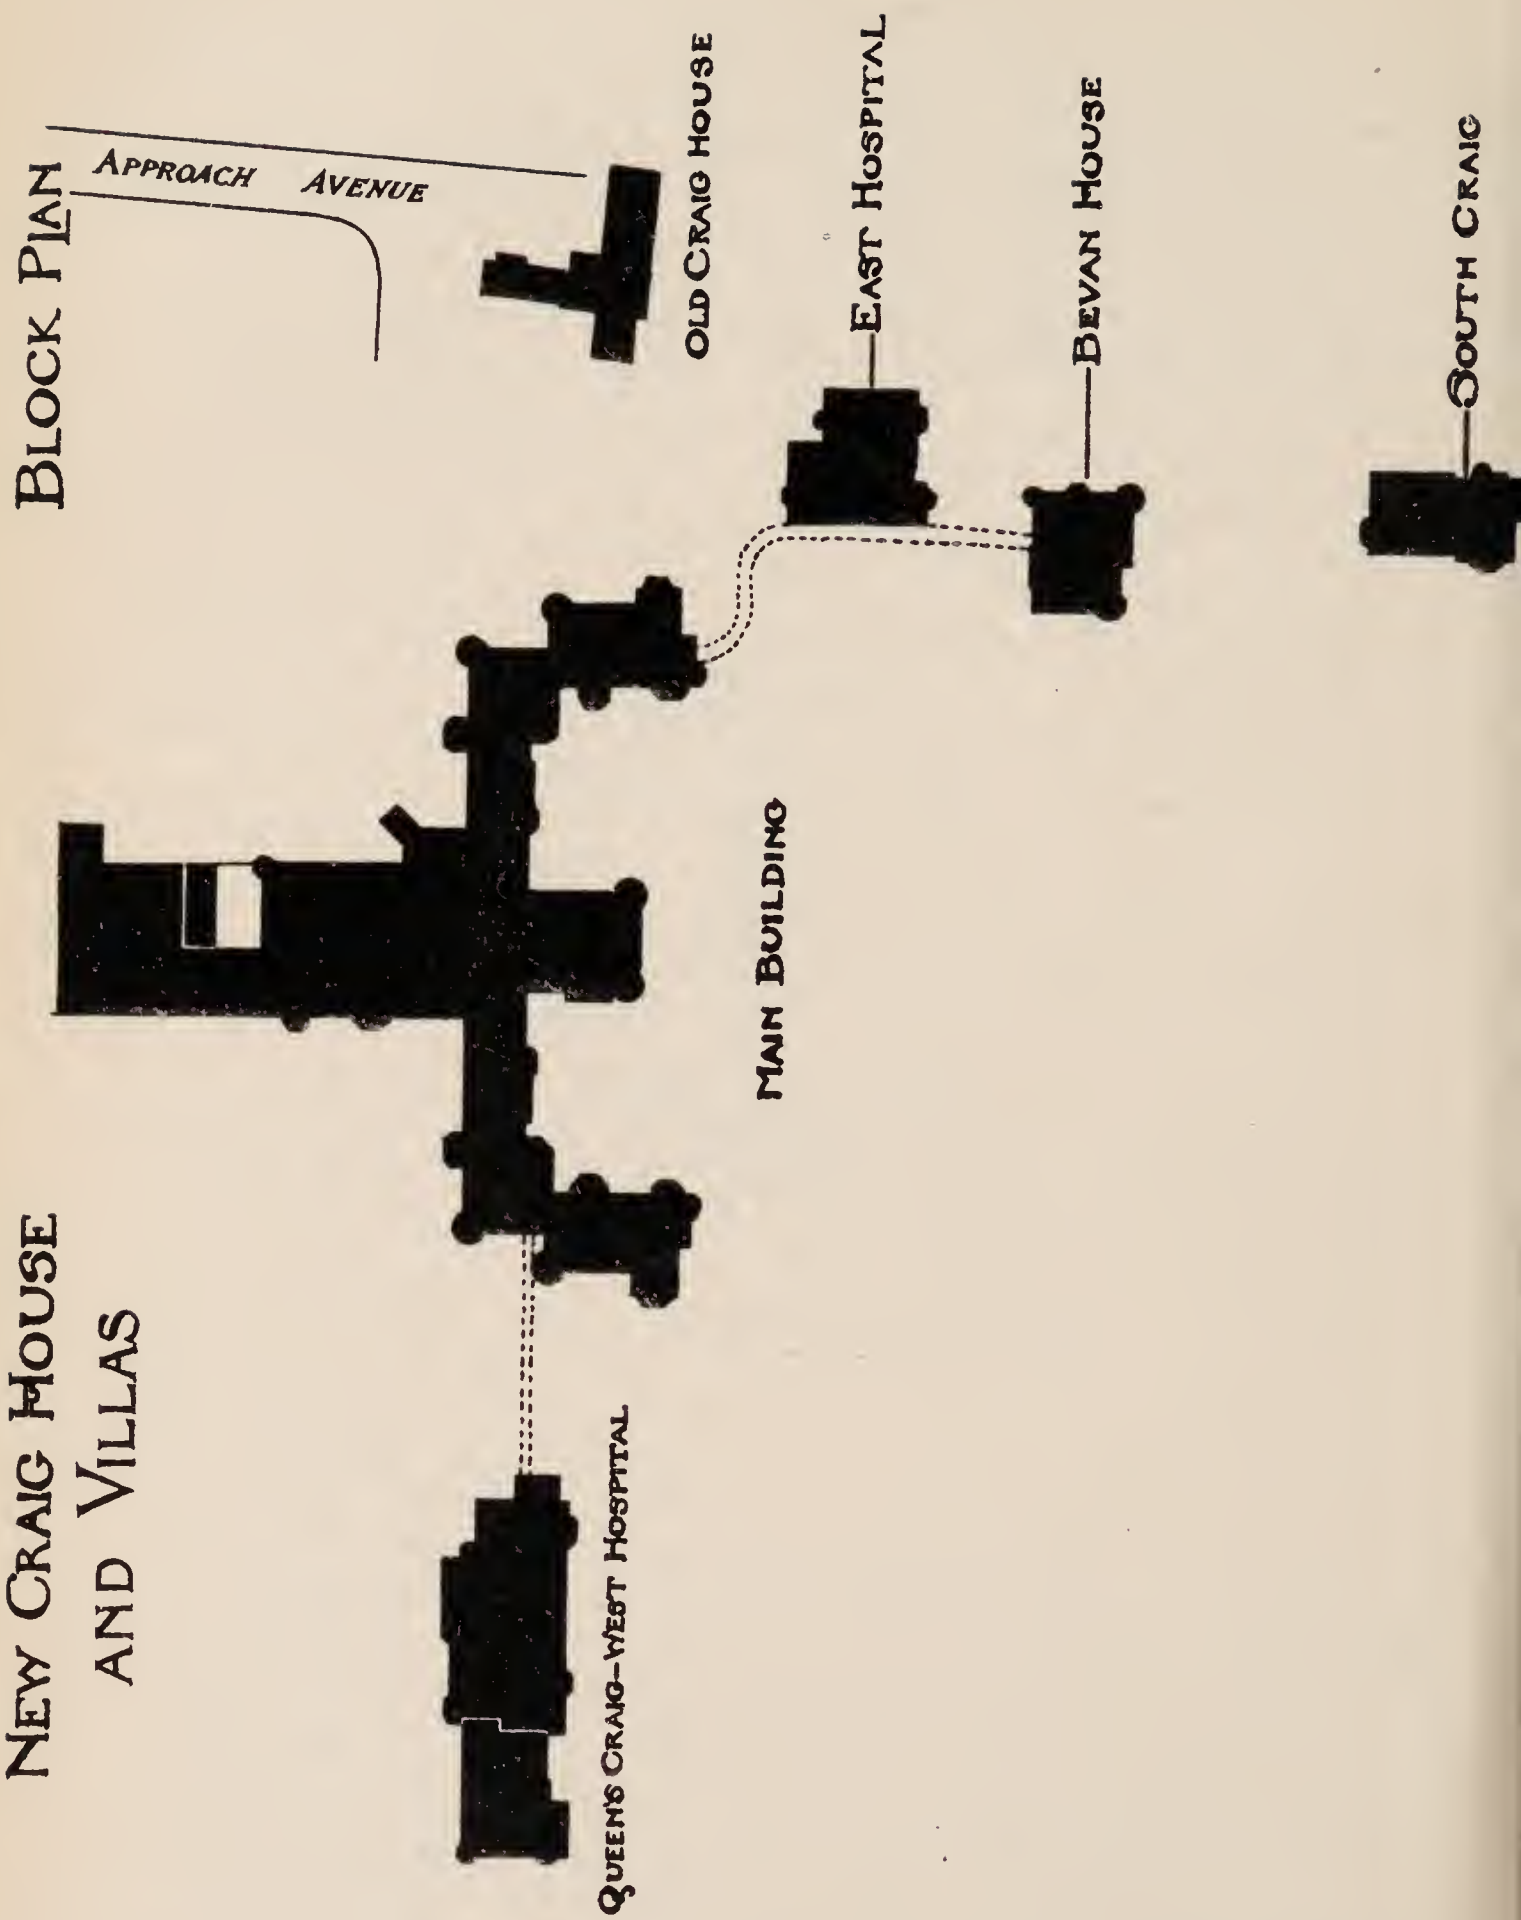 NEW CRAIG HOUSE
AND VILLAS
BLOCK PLAN
APPROACH AVENUE
OLD CRAIG HOUSE
EAST HOSPITAL
BEVAN HOUSE
SOUTH CRAIG
MAIN BUILDING
QUEEN'S CRAIG-WEST HOSPITAL